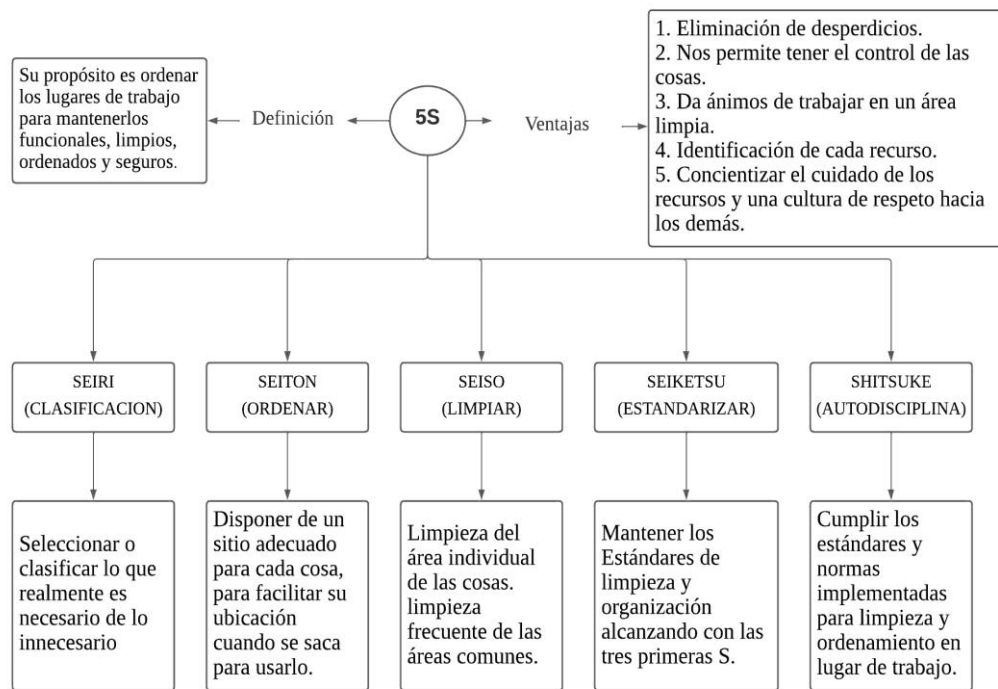 Su propósito es ordenar
los lugares de trabajo
para mantenerlos
funcionales, limpios,
ordenados y seguros.
Definición
5S
Ventajas
1. Eliminación de desperdicios.
2. Nos permite tener el control de las
cosas.
3. Da ánimos de trabajar en un área
limpia.
4. Identificación de cada recurso.
5. Concientizar el cuidado de los
recursos y una cultura de respeto hacia
los demás.
SEIRI
(CLASIFICACION)
SEITON
(ORDENAR)
SEISO
(LIMPIAR)
SEIKETSU
(ESTANDARIZAR)
SHITSUKE
(AUTODISCIPLINA)
Seleccionar o
clasificar lo que
realmente es
necesario de lo
innecesario
Disponer de un
sitio adecuado
para cada cosa,
para facilitar su
ubicación
cuando se saca
para usarlo.
Limpieza del
área individual
de las cosas.
limpieza
frecuente de las
áreas comunes.
Mantener los
Estándares de
limpieza y
organización
alcanzando con las
tres primeras S.
Cumplir los
estándares y
normas
implementadas
para limpieza y
ordenamiento en
lugar de trabajo.